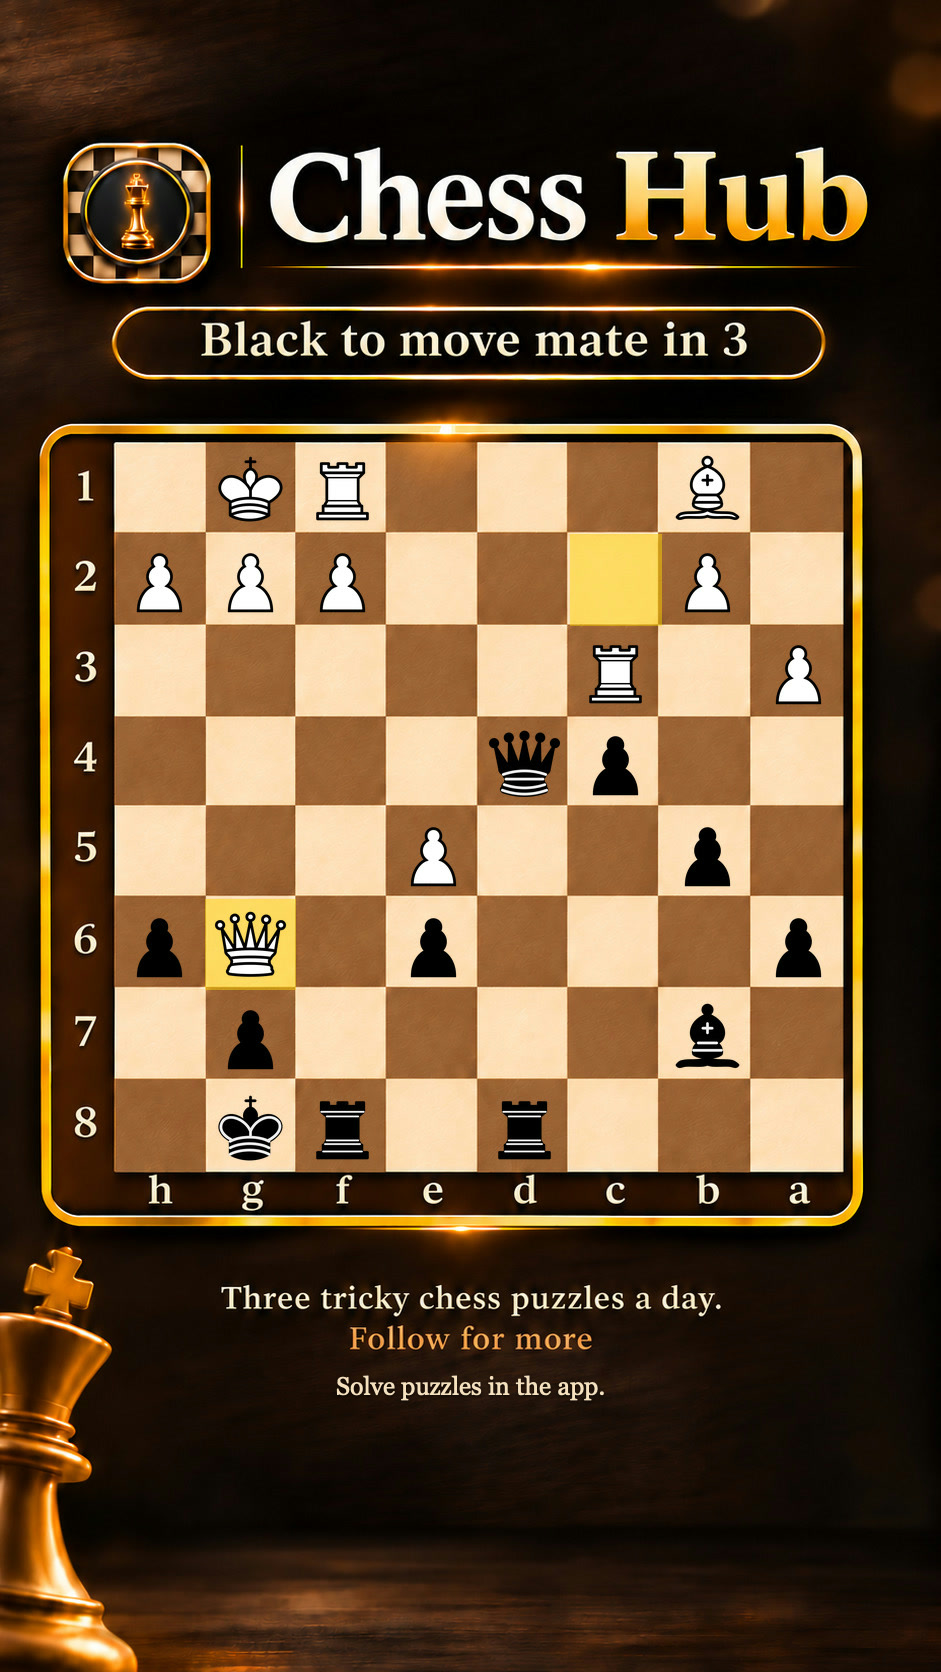 Chess Hub
Black to move mate in 3
1
2
3
4
5
6
7
8
h g f e d c b a
Three tricky chess puzzles a day.
Follow for more
Solve puzzles in the app.